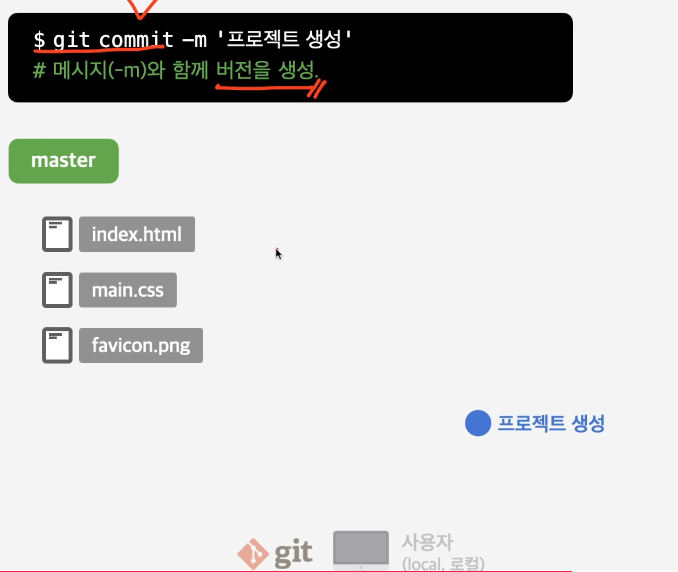 $ git commit -m '프로젝트 생성'
# 메시지(-m)와 함께 버전을 생성.
master
index.html
main.css
favicon.png
프로젝트 생성
git
사용자
(local, 로컬)